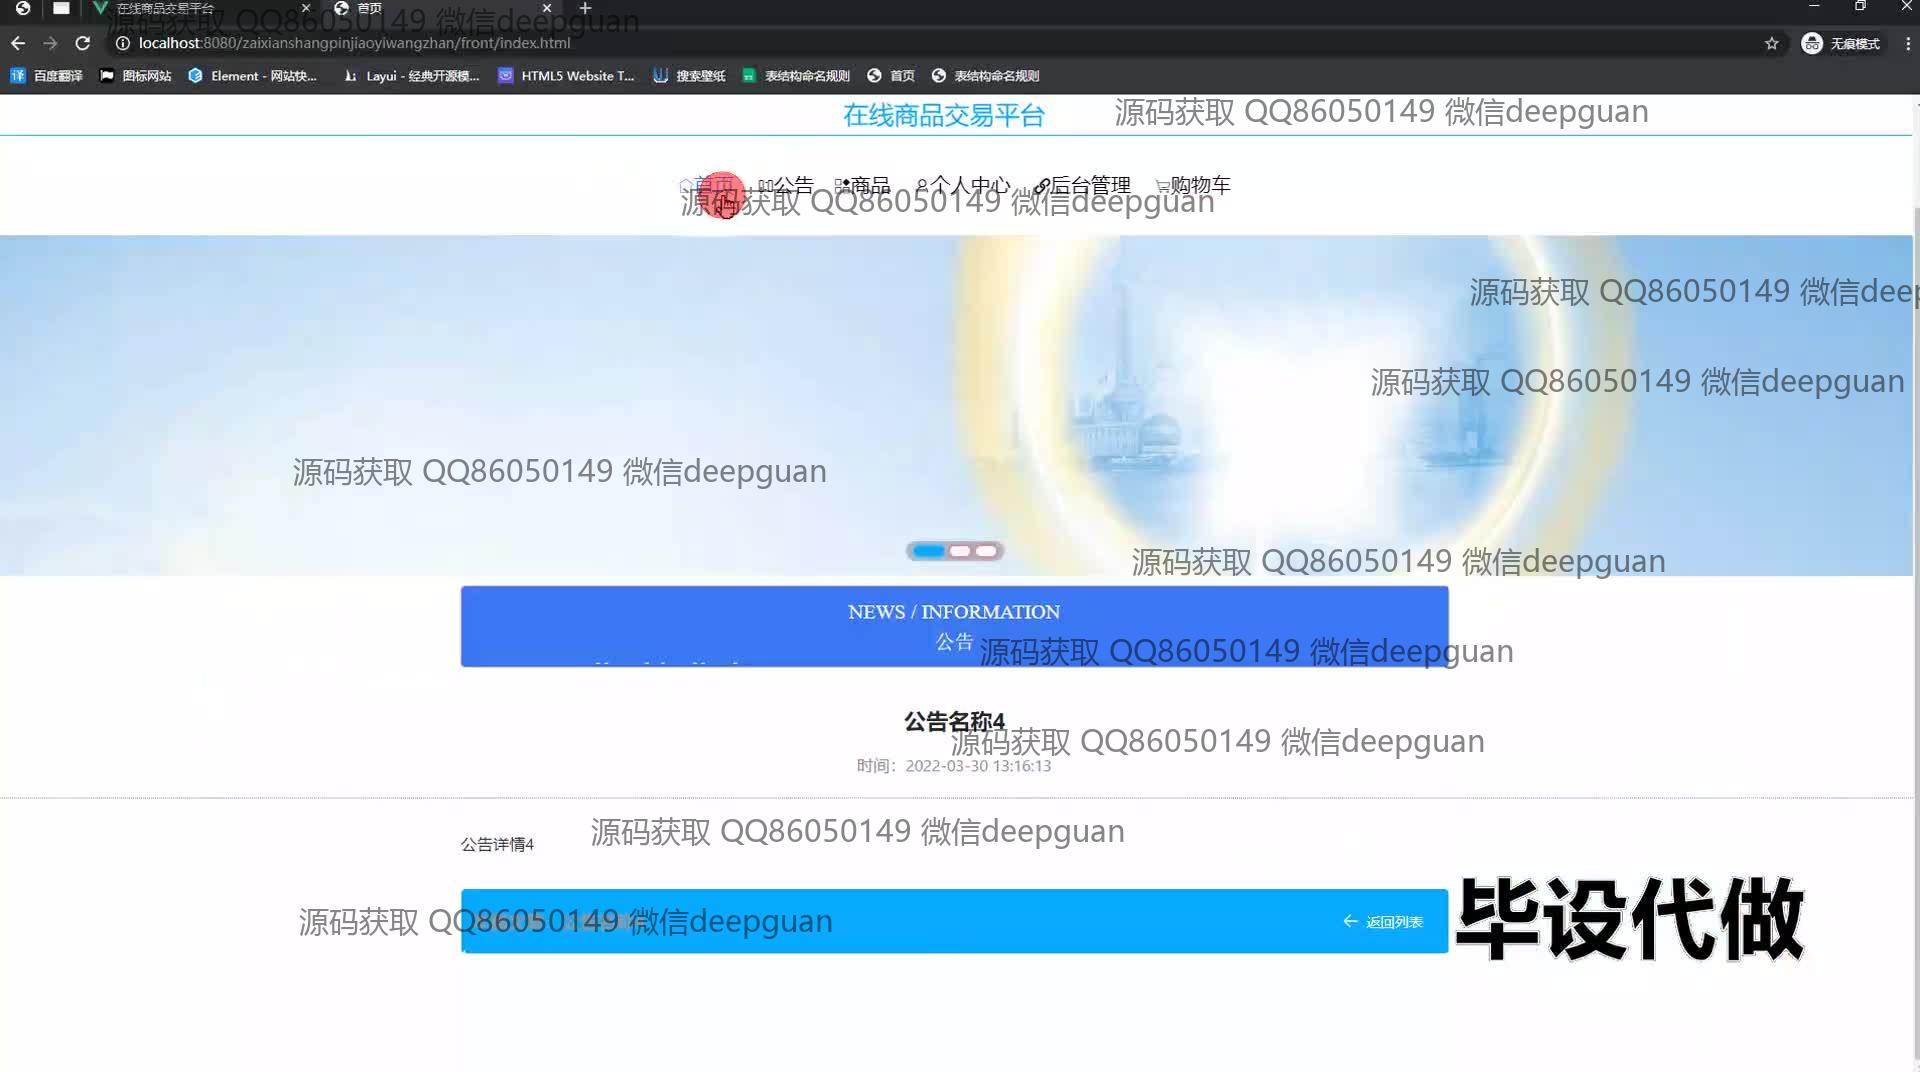 在线商品交易平台
首页
源码获取 QQ86050149 微信deepguan
localhost:8080/zaixianshangpinjiaoyiwangzhan/front/index.html
无痕模式
百度翻译
图标网站
Element - 网站快...
Layui - 经典开源模...
HTML5 Website T...
搜索壁纸
表结构命名规则
首页
表结构命名规则
在线商品交易平台
源码获取 QQ86050149 微信deepguan
首页
公告
商品
个人中心
后台管理
购物车
源码获取 QQ86050149 微信deepguan
源码获取 QQ86050149 微信deep
源码获取 QQ86050149 微信deepguan
源码获取 QQ86050149 微信deepguan
源码获取 QQ86050149 微信deepguan
NEWS / INFORMATION
公告
源码获取 QQ86050149 微信deepguan
公告名称4
源码获取 QQ86050149 微信deepguan
时间：2022-03-30 13:16:13
源码获取 QQ86050149 微信deepguan
公告详情4
源码获取 QQ86050149 微信deepguan
返回列表
毕设代做